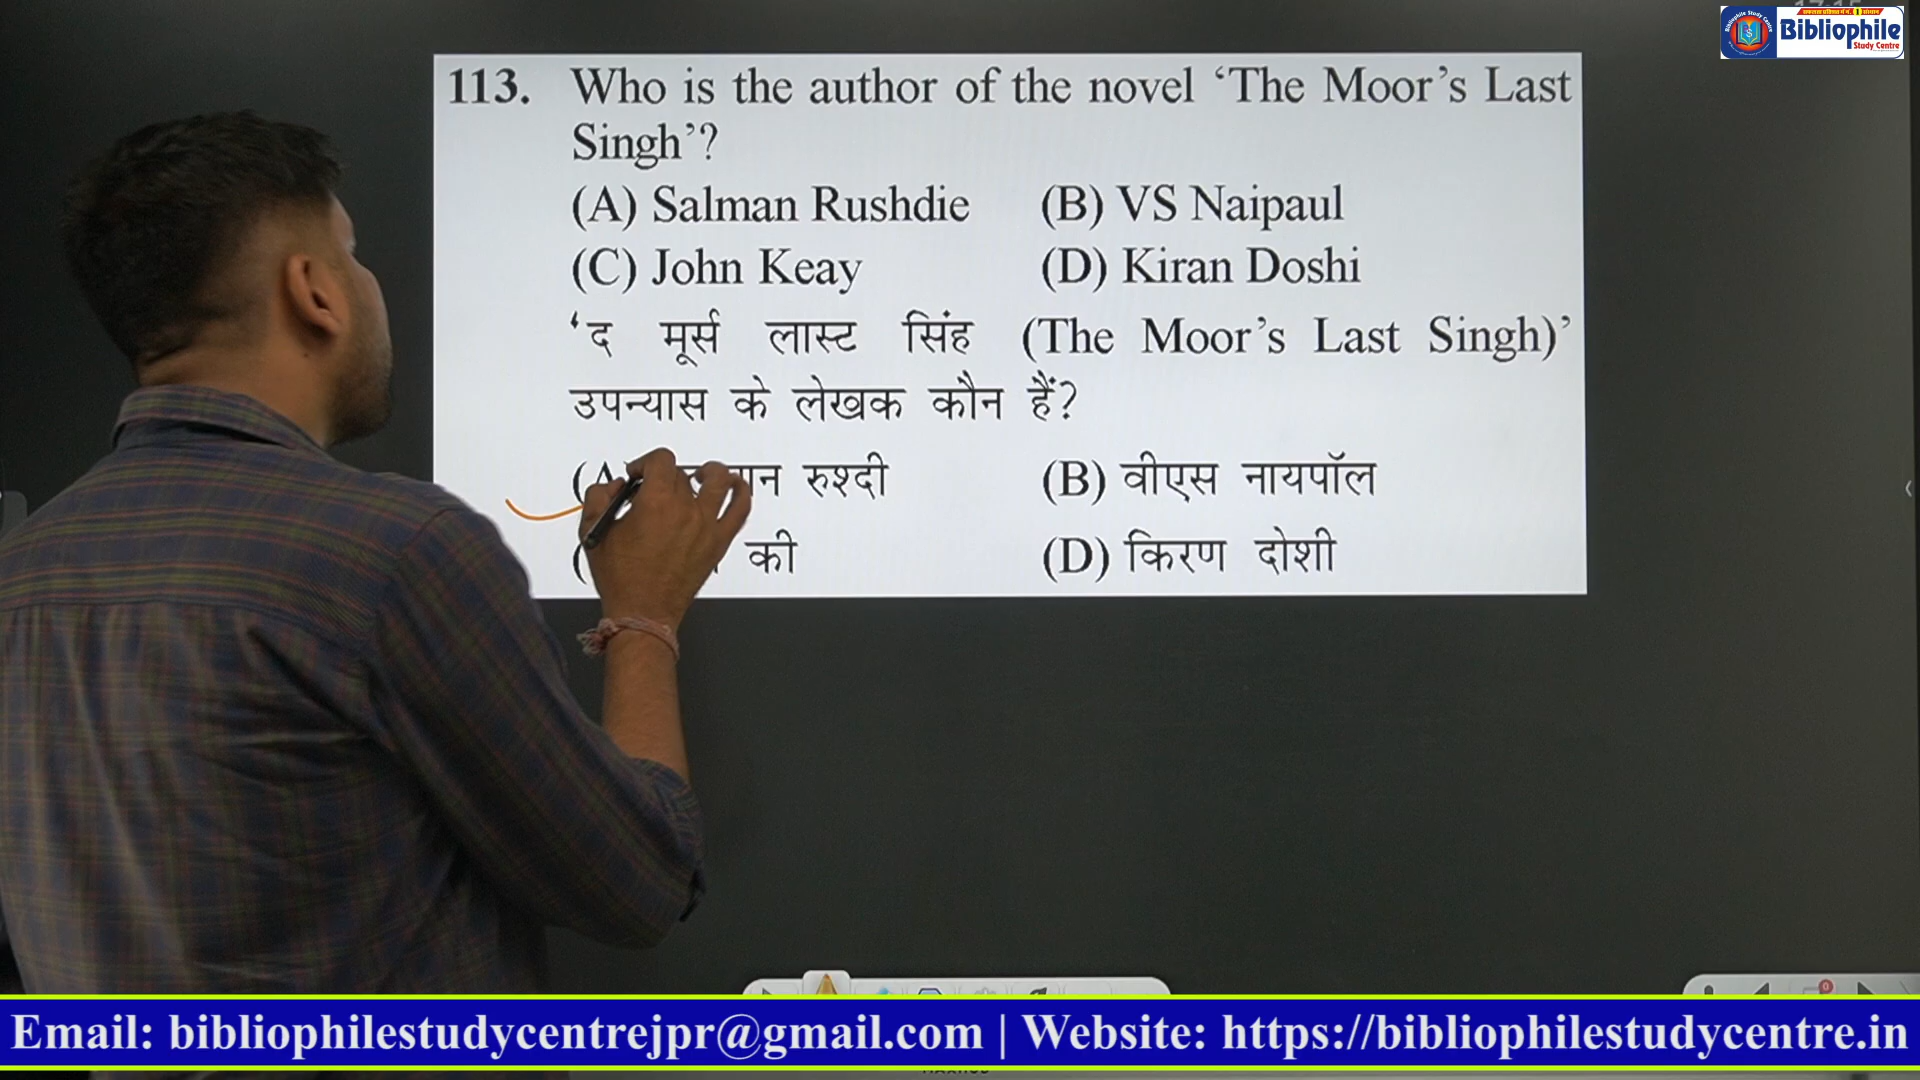 Bibliophile
Study Centre
113. Who is the author of the novel ‘The Moor’s Last
Singh’?
(A) Salman Rushdie (B) VS Naipaul
(C) John Keay (D) Kiran Doshi
‘द मूर्स लास्ट सिंह (The Moor’s Last Singh)’
उपन्यास के लेखक कौन हैं?
रुश्दी (B) वीएस नायपॉल
की (D) किरण दोशी
Email: bibliophilestudycentrejpr@gmail.com | Website: https://bibliophilestudycentre.in